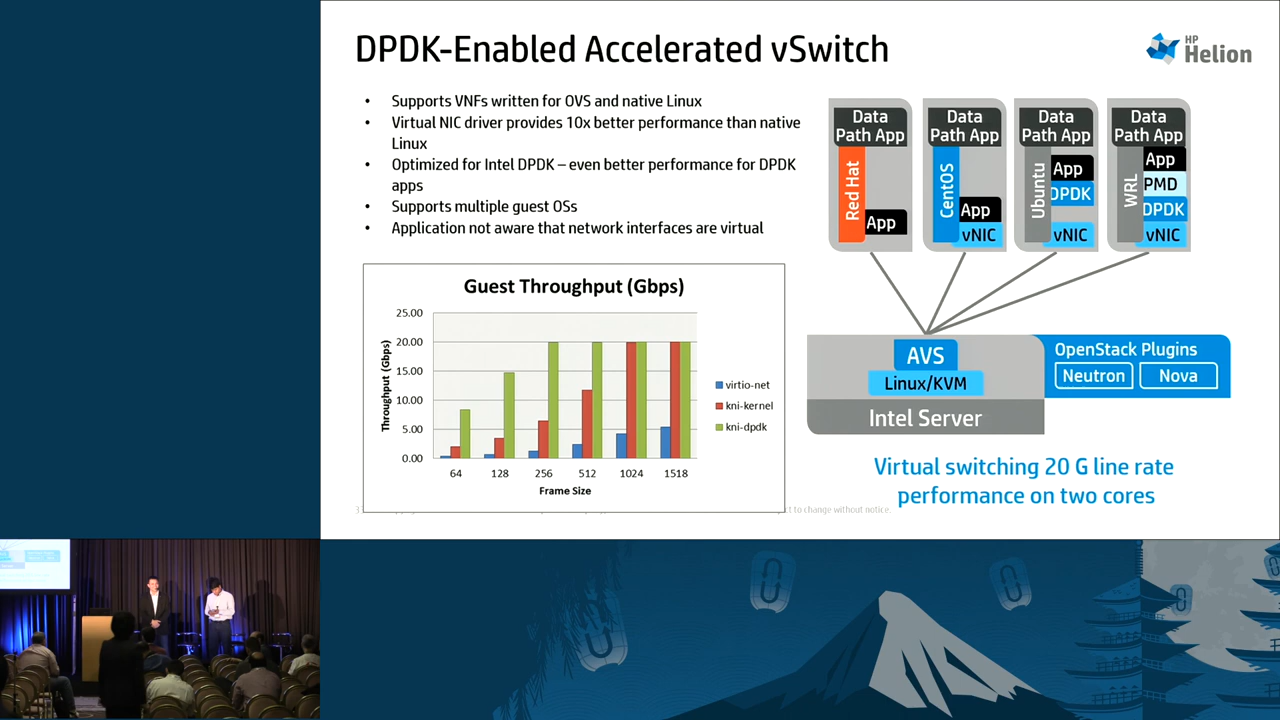 DPDK-Enabled Accelerated vSwitch
HP
Helion
• Supports VNFs written for OVS and native Linux
• Virtual NIC driver provides 10x better performance than native
Linux
• Optimized for Intel DPDK – even better performance for DPDK
apps
• Supports multiple guest OSs
• Application not aware that network interfaces are virtual
Data
Path App
Red Hat
App
Data
Path App
CentOS
App
vNIC
Data
Path App
Ubuntu
App
DPDK
vNIC
Data
Path App
WRL
App
PMD
DPDK
vNIC
Guest Throughput (Gbps)
Throughput (Gbps)
25.00
20.00
15.00
10.00
5.00
0.00
64 128 256 512 1024 1518
Frame Size
virtio-net
kni-kernel
kni-dpdk
AVS
Linux/KVM
Intel Server
OpenStack Plugins
Neutron Nova
Virtual switching 20 G line rate
performance on two cores
to change without notice.